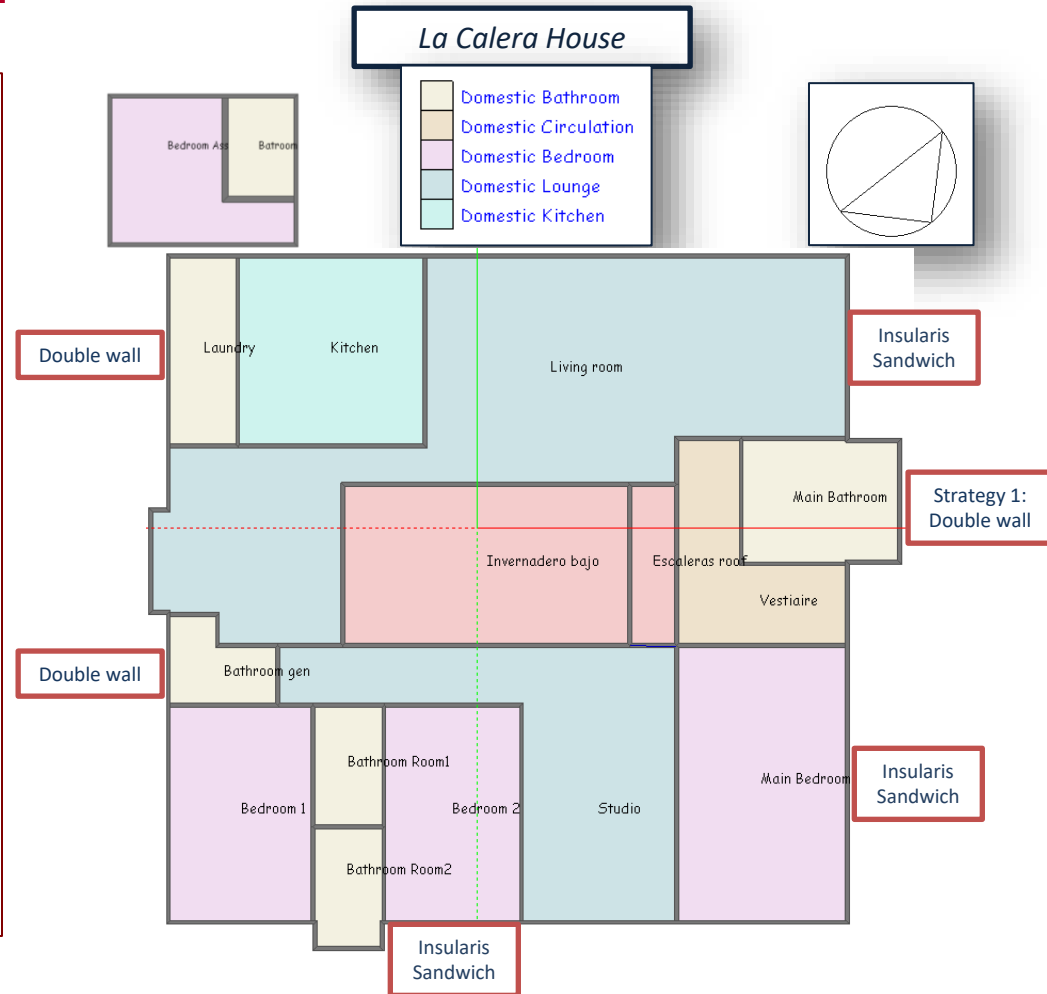 La Calera House
Domestic Bathroom
Domestic Circulation
Domestic Bedroom
Domestic Lounge
Domestic Kitchen
Bedroom Ass
Batroom
Double wall
Laundry
Kitchen
Living room
Insularis
Sandwich
Main Bathroom
Strategy 1:
Double wall
Invernadero bajo
Escaleras roof
Vestiaire
Double wall
Bathroom gen
Bathroom Room1
Main Bedroom
Insularis
Sandwich
Bedroom 1
Bedroom 2
Studio
Bathroom Room2
Insularis
Sandwich